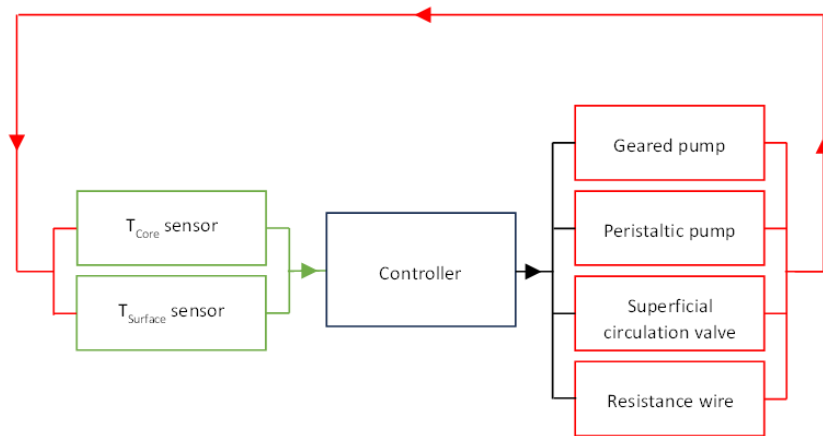 Geared pump
T_Core sensor
Peristaltic pump
Controller
T_Surface sensor
Superficial
circulation valve
Resistance wire